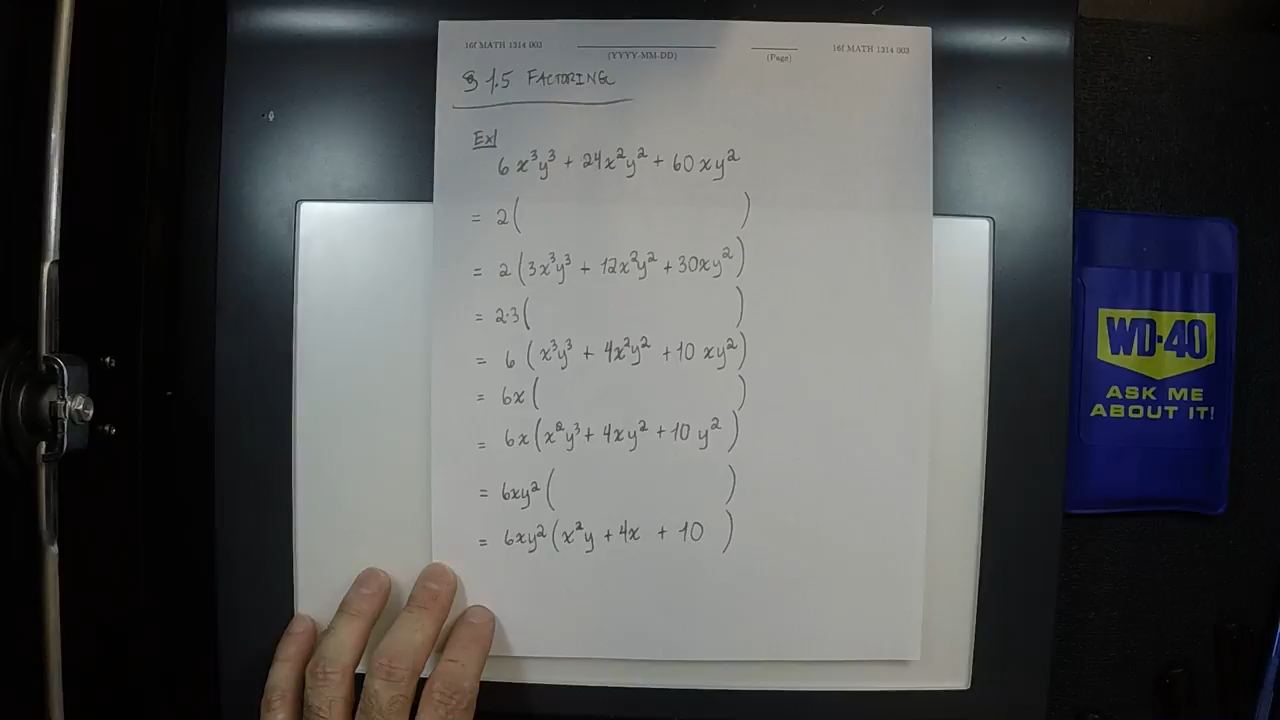 16f MATH 1314 003 (YYYY-MM-DD) (Page) 16f MATH 1314 003
§ 1.5 FACTORING
Ex1
6x³y³ + 24x²y² + 60xy²
= 2( )
= 2(3x³y³ + 12x²y² + 30xy²)
= 2·3( )
= 6(x³y³ + 4x²y² + 10xy²)
= 6x( )
= 6x(x²y³ + 4xy² + 10y²)
= 6xy²( )
= 6xy²(x²y + 4x + 10)
WD-40
ASK ME
ABOUT IT!